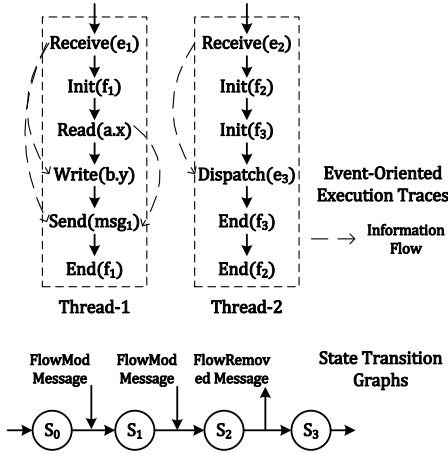 Receive(e₁)
Init(f₁)
Read(a.x)
Write(b.y)
Send(msg₁)
End(f₁)
Thread-1
Receive(e₂)
Init(f₂)
Init(f₃)
Dispatch(e₃)
End(f₃)
End(f₂)
Thread-2
Event-Oriented
Execution Traces
Information
Flow
FlowMod
Message
FlowMod
Message
FlowRemov
ed Message
State Transition
Graphs
S₀
S₁
S₂
S₃